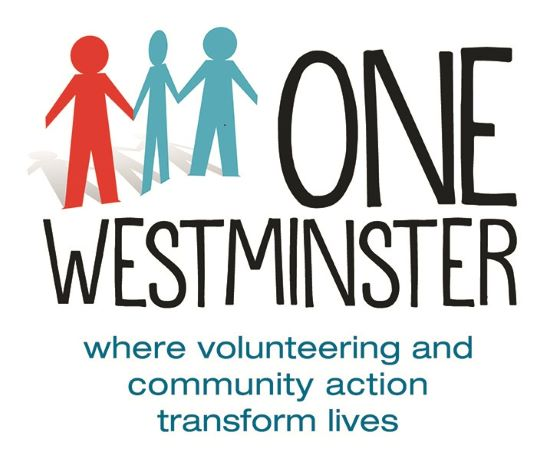 ONE
WESTMINSTER
where volunteering and
community action
transform lives